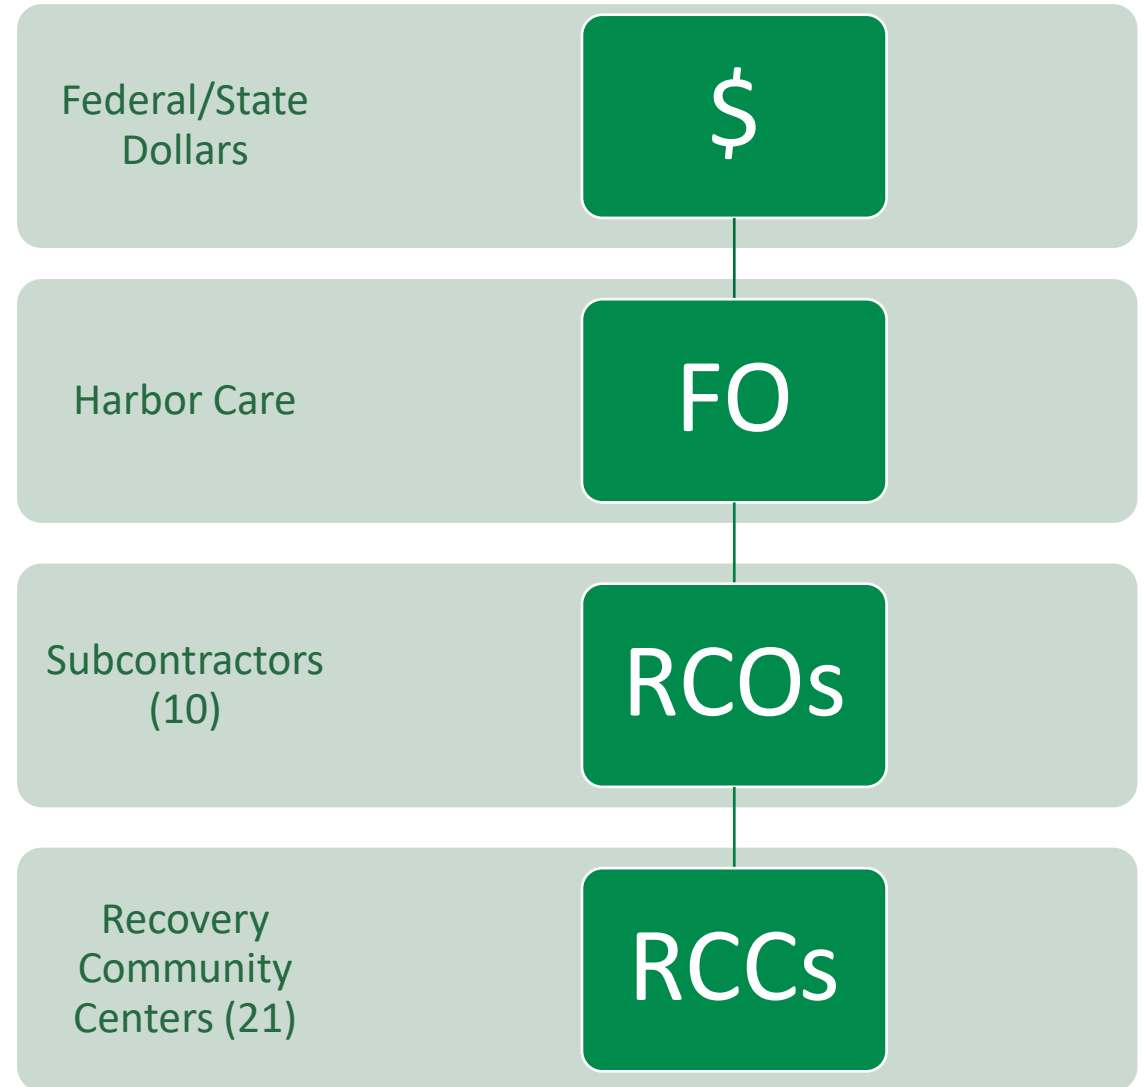 Federal/State
Dollars
$
Harbor Care
FO
Subcontractors
(10)
RCOs
Recovery
Community
Centers (21)
RCCs